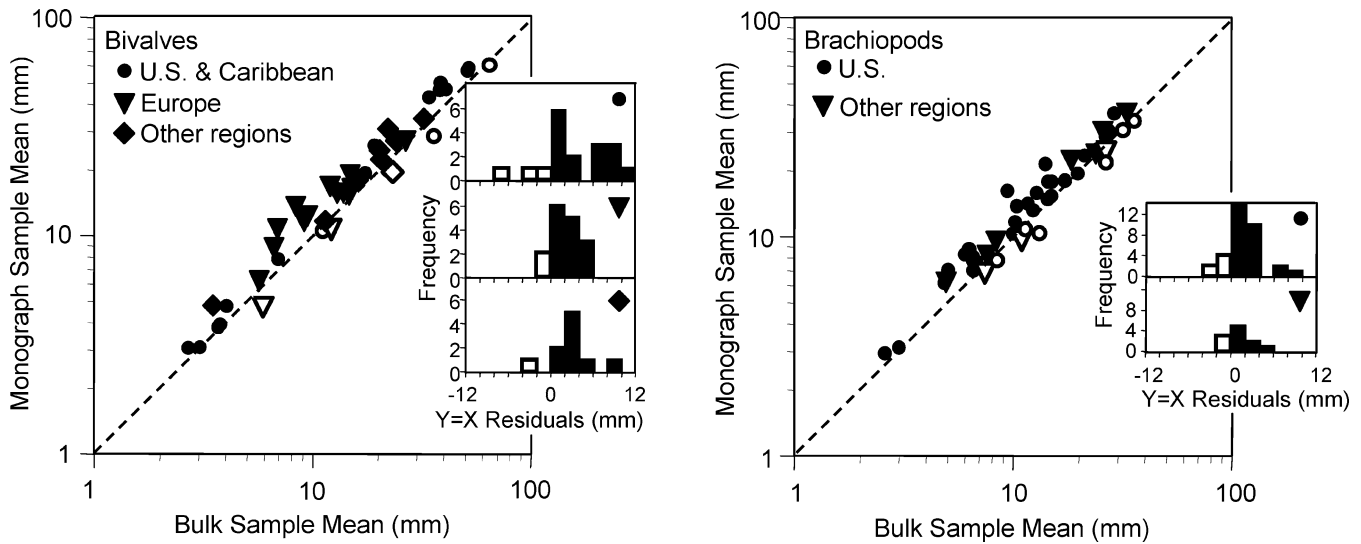 100
Bivalves
U.S. & Caribbean
Europe
Other regions
10
1
1
10
100
Monograph Sample Mean (mm)
Bulk Sample Mean (mm)
6
4
2
0
6
4
2
0
6
4
2
0
Frequency
-12
0
12
Y=X Residuals (mm)
100
Brachiopods
U.S.
Other regions
10
1
1
10
100
Monograph Sample Mean (mm)
Bulk Sample Mean (mm)
12
8
4
0
8
4
0
Frequency
-12
0
12
Y=X Residuals (mm)